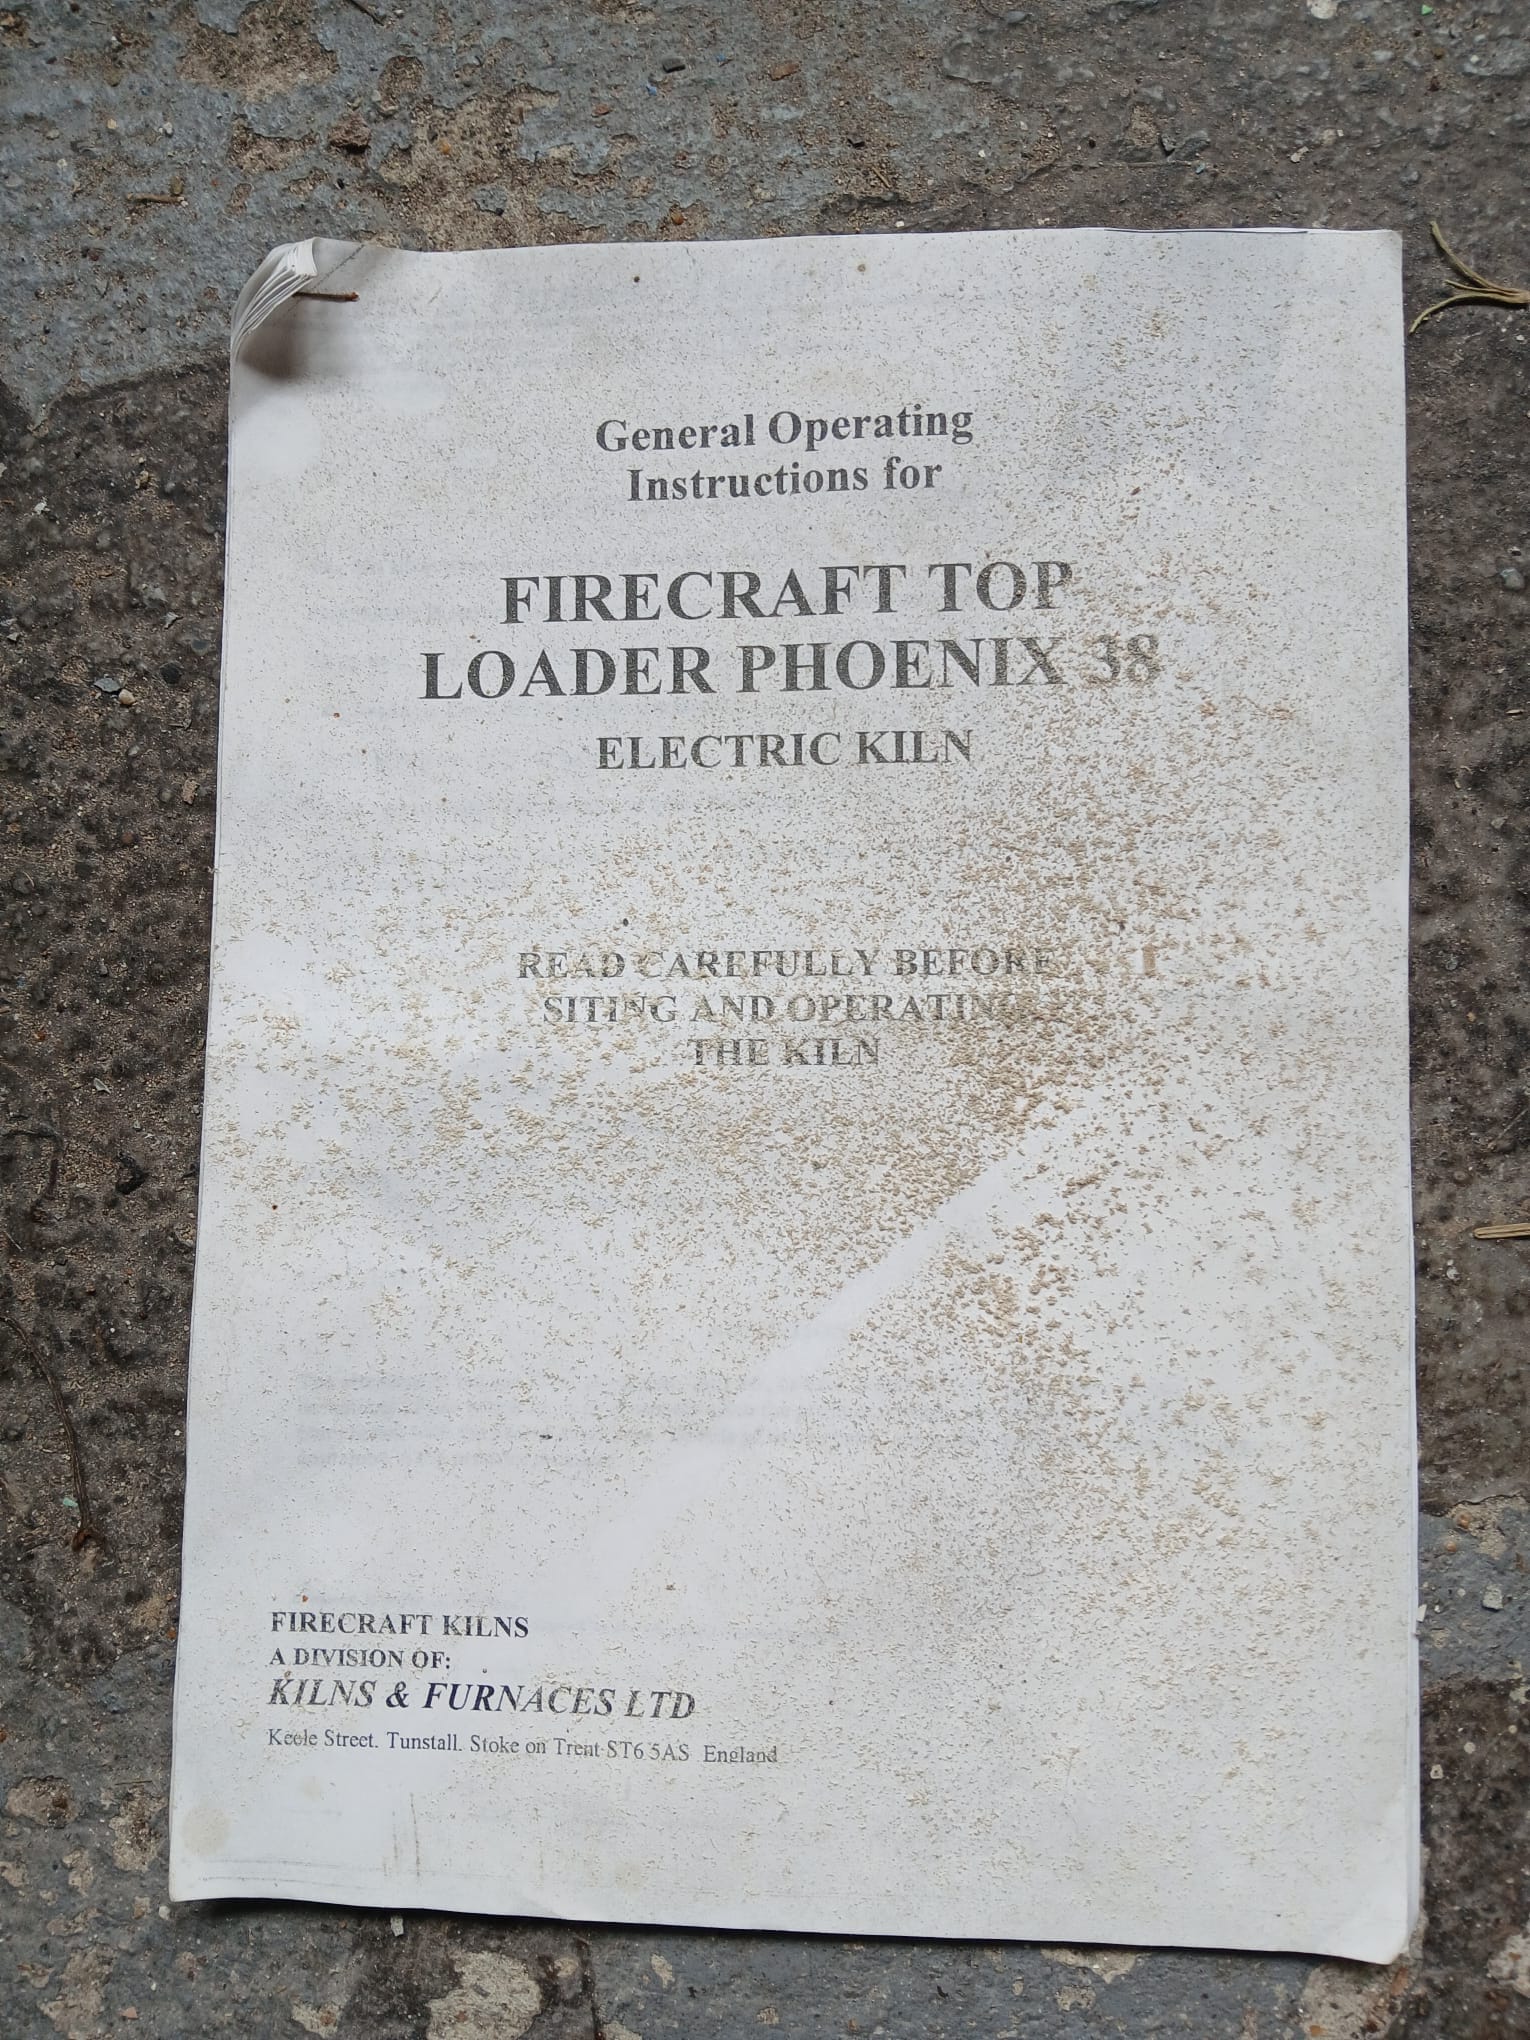 General Operating
Instructions for
FIRECRAFT TOP
LOADER PHOENIX 38
ELECTRIC KILN
READ CAREFULLY BEFORE
SITING AND OPERATING
THE KILN
FIRECRAFT KILNS
A DIVISION OF:
KILNS & FURNACES LTD
Keele Street. Tunstall. Stoke on Trent ST6 5AS England